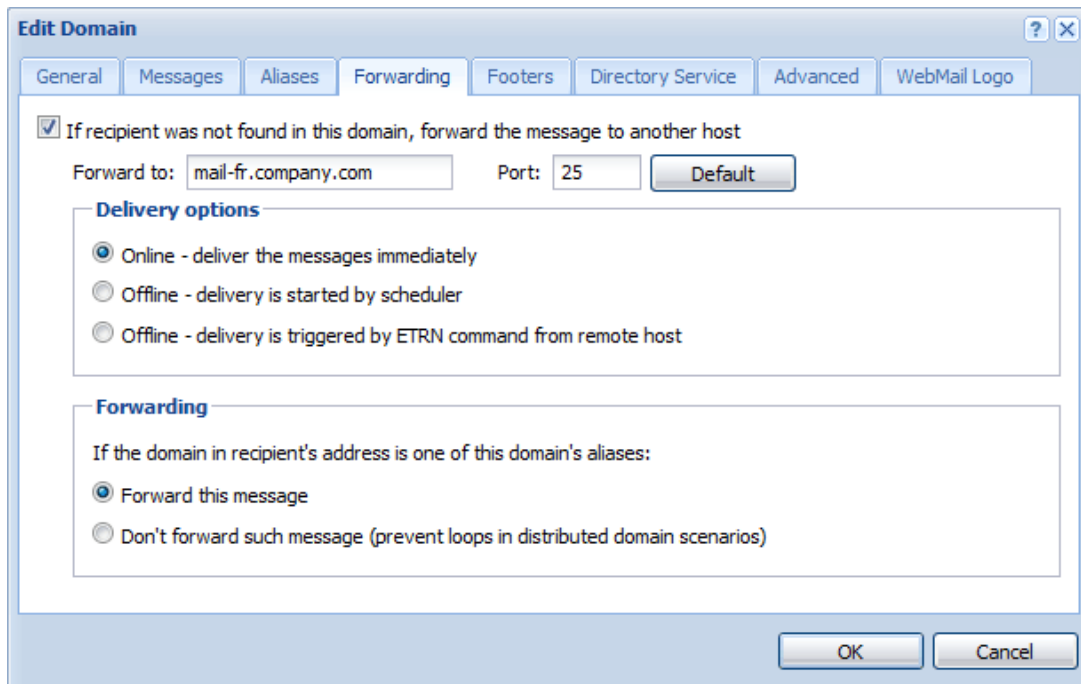 Edit Domain ? X
General Messages Aliases Forwarding Footers Directory Service Advanced WebMail Logo
If recipient was not found in this domain, forward the message to another host
Forward to: mail-fr.company.com Port: 25 Default
Delivery options
Online - deliver the messages immediately
Offline - delivery is started by scheduler
Offline - delivery is triggered by ETRN command from remote host
Forwarding
If the domain in recipient's address is one of this domain's aliases:
Forward this message
Don't forward such message (prevent loops in distributed domain scenarios)
OK Cancel